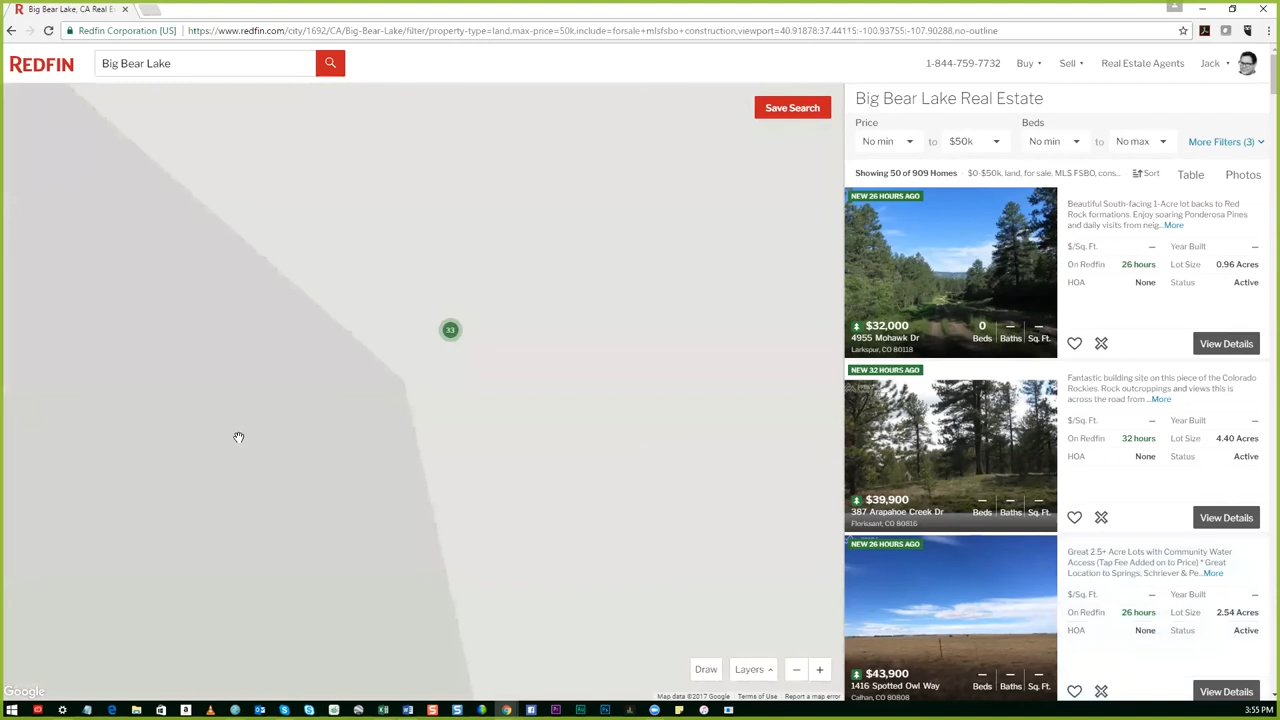 Big Bear Lake, CA Real Es
Redfin Corporation [US]
https://www.redfin.com/city/1692/CA/Big-Bear-Lake/filter/property-type=land,max-price=50k,include=forsale+mlsfsbo+construction,viewport=40.91878:37.44115:-100.93755:-107.90288,no-outline
REDFIN
Big Bear Lake
1-844-759-7732
Buy
Sell
Real Estate Agents
Jack
Save Search
33
Draw
Layers
Google
Map data ©2017 Google
Terms of Use
Report a map error
Big Bear Lake Real Estate
Price
Beds
No min to $50k
No min to No max
More Filters (3)
Showing 50 of 909 Homes
$0-$50k, land, for sale, MLS FSBO, cons...
Sort
Table
Photos
NEW 26 HOURS AGO
$32,000
4955 Mohawk Dr
Larkspur, CO 80118
0 — —
Beds Baths Sq. Ft.
Beautiful South-facing 1-Acre lot backs to Red
Rock formations. Enjoy soaring Ponderosa Pines
and daily visits from neig...More
$/Sq. Ft. — Year Built —
On Redfin 26 hours Lot Size 0.96 Acres
HOA None Status Active
View Details
NEW 32 HOURS AGO
$39,900
387 Arapahoe Creek Dr
Florissant, CO 80816
— — —
Beds Baths Sq. Ft.
Fantastic building site on this piece of the Colorado
Rockies. Rock outcroppings and views this is
across the road from ...More
$/Sq. Ft. — Year Built —
On Redfin 32 hours Lot Size 4.40 Acres
HOA None Status Active
View Details
NEW 26 HOURS AGO
$43,900
1416 Spotted Owl Way
Calhan, CO 80808
— — —
Beds Baths Sq. Ft.
Great 2.5+ Acre Lots with Community Water
Access (Tap Fee Added on to Price) * Great
Location to Springs, Schriever & Pe...More
$/Sq. Ft. — Year Built —
On Redfin 26 hours Lot Size 2.54 Acres
HOA None Status Active
View Details
3:55 PM